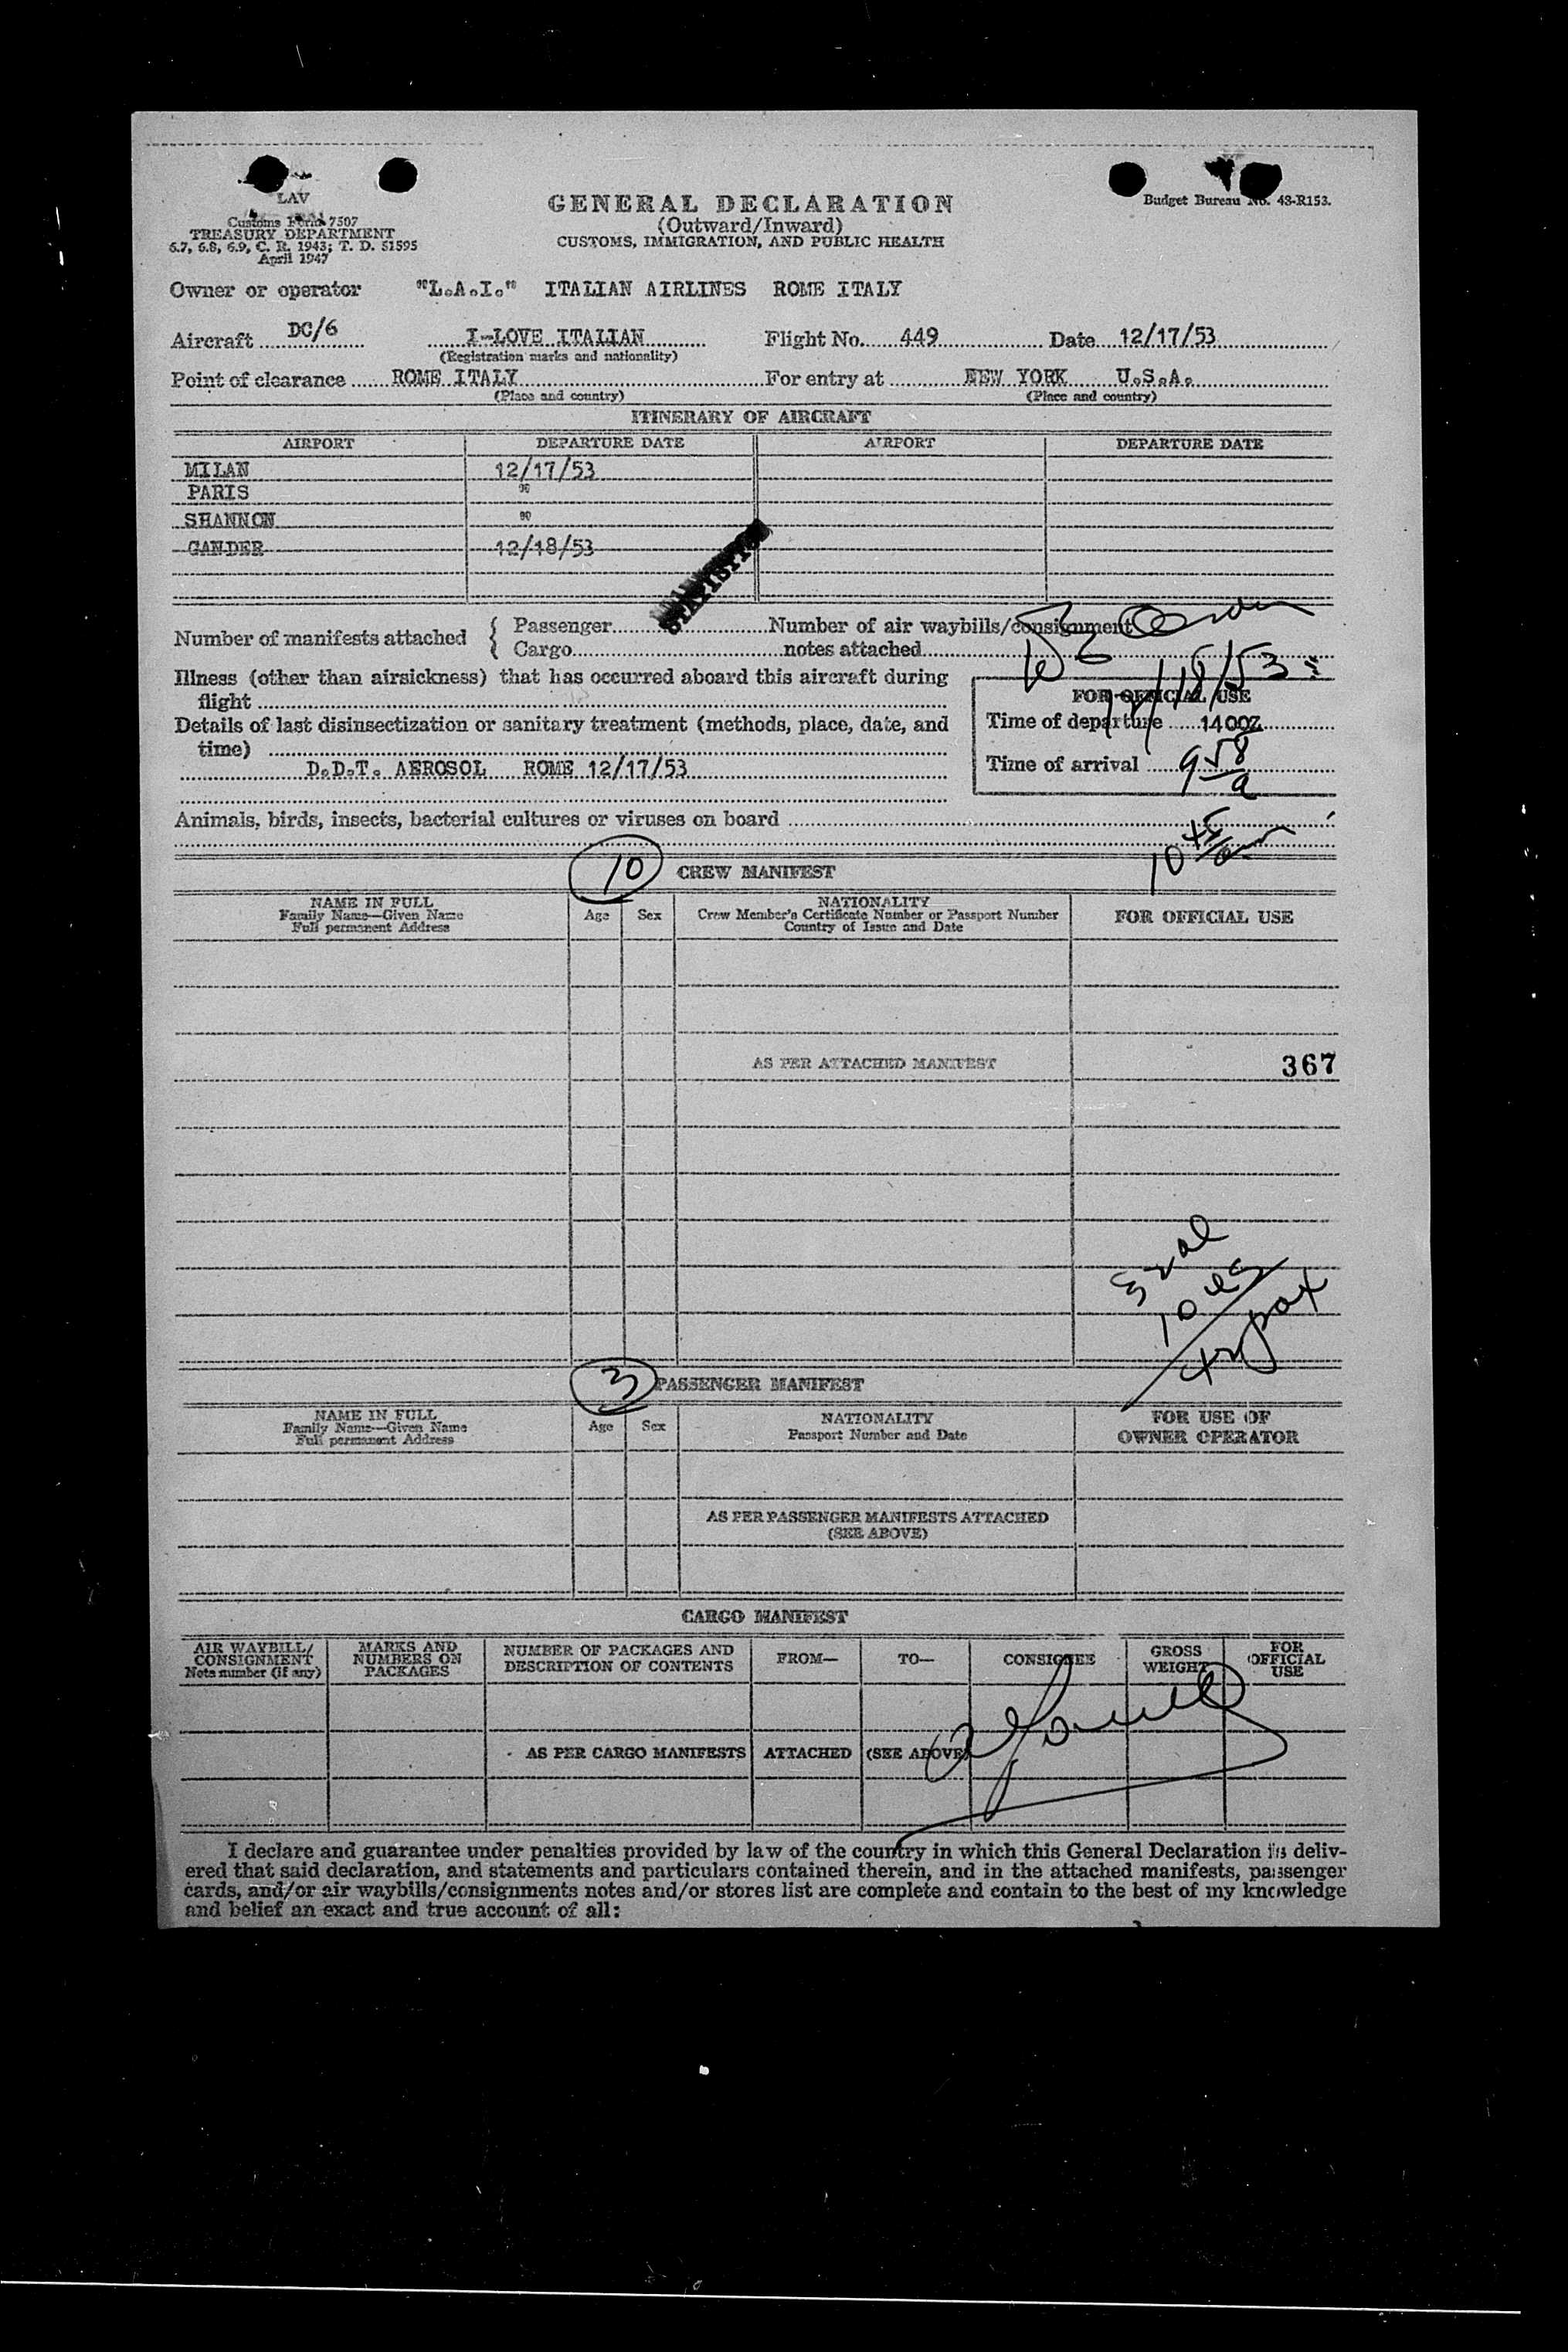 LAV
Customs Form 7507
TREASURY DEPARTMENT
6.7, 6.8, 6.9, C. R. 1943; T. D. 51595
April 1947
GENERAL DECLARATION
(Outward/Inward)
CUSTOMS, IMMIGRATION, AND PUBLIC HEALTH
Budget Bureau No. 43-R153.
Owner or operator "L.A.I." ITALIAN AIRLINES ROME ITALY
Aircraft DC/6 I-LOVE ITALIAN Flight No. 449 Date 12/17/53
(Registration marks and nationality)
Point of clearance ROME ITALY For entry at NEW YORK U.S.A.
(Place and country) (Place and country)
ITINERARY OF AIRCRAFT
AIRPORT DEPARTURE DATE AIRPORT DEPARTURE DATE
MILAN 12/17/53
PARIS "
SHANNON "
GANDER 12/18/53
STATISTICS
Number of manifests attached { Passenger Number of air waybills/consignment
Cargo notes attached
12/18/53
Illness (other than airsickness) that has occurred aboard this aircraft during
flight
FOR OFFICIAL USE
Details of last disinsectization or sanitary treatment (methods, place, date, and
time)
Time of departure 1400Z
D.D.T. AEROSOL ROME 12/17/53
Time of arrival 9 58/a
Animals, birds, insects, bacterial cultures or viruses on board
10 45/a
10 CREW MANIFEST
NAME IN FULL
Family Name—Given Name
Full permanent Address
Age Sex
NATIONALITY
Crew Member's Certificate Number or Passport Number
Country of Issue and Date
FOR OFFICIAL USE
AS PER ATTACHED MANIFEST
367
42 pax
3 PASSENGER MANIFEST
NAME IN FULL
Family Name—Given Name
Full permanent Address
Age Sex
NATIONALITY
Passport Number and Date
FOR USE OF
OWNER OPERATOR
AS PER PASSENGER MANIFESTS ATTACHED
(SEE ABOVE)
CARGO MANIFEST
AIR WAYBILL/
CONSIGNMENT
Note number (if any)
MARKS AND
NUMBERS ON
PACKAGES
NUMBER OF PACKAGES AND
DESCRIPTION OF CONTENTS
FROM—
TO—
CONSIGNEE
GROSS
WEIGHT
FOR
OFFICIAL
USE
AS PER CARGO MANIFESTS ATTACHED (SEE ABOVE)
I declare and guarantee under penalties provided by law of the country in which this General Declaration is deliv-
ered that said declaration, and statements and particulars contained therein, and in the attached manifests, passenger
cards, and/or air waybills/consignments notes and/or stores list are complete and contain to the best of my knowledge
and belief an exact and true account of all: